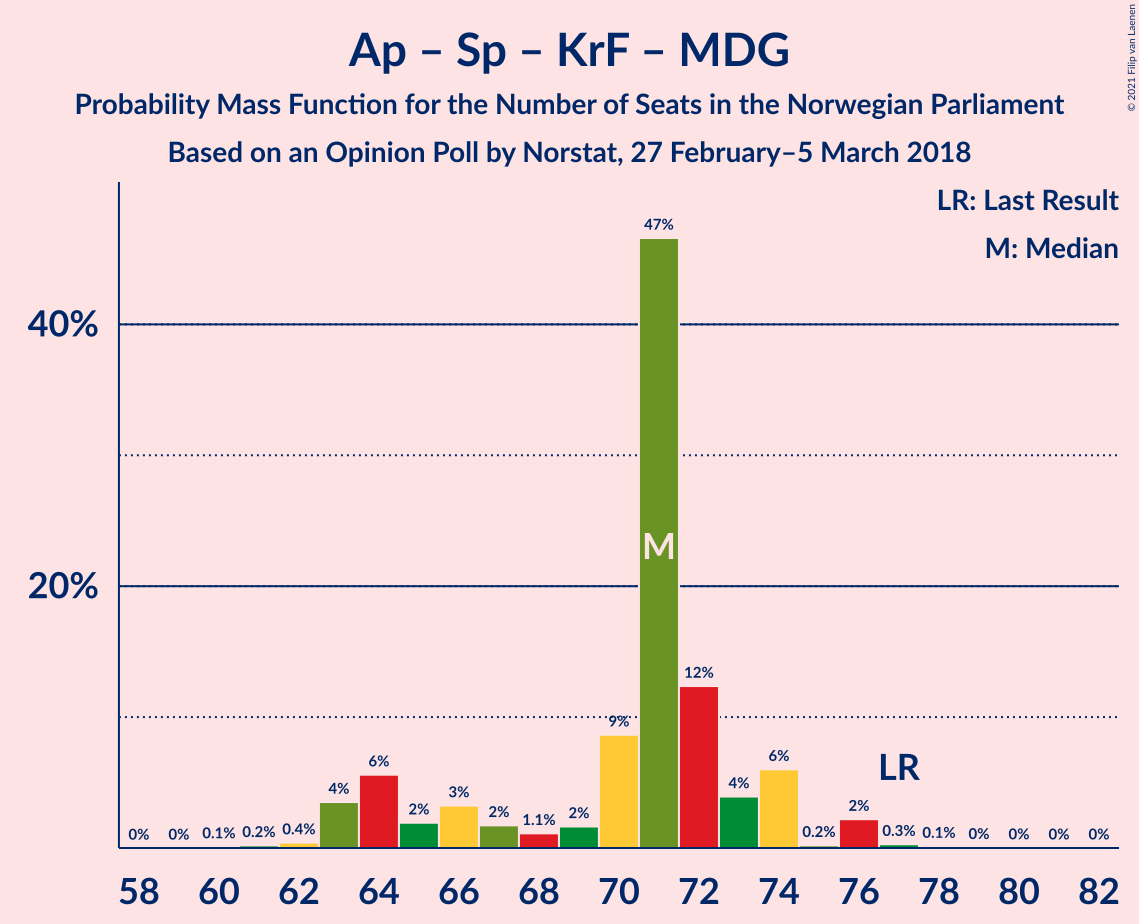 Ap – Sp – KrF – MDG
Probability Mass Function for the Number of Seats in the Norwegian Parliament
Based on an Opinion Poll by Norstat, 27 February–5 March 2018
© 2021 Filip van Laenen
LR: Last Result
M: Median
40%
20%
0% 0% 0.1% 0.2% 0.4% 4% 6% 2% 3% 2% 1.1% 2% 9% 47% 12% 4% 6% 0.2% 2% 0.3% 0.1% 0% 0% 0% 0%
M
LR
58 60 62 64 66 68 70 72 74 76 78 80 82